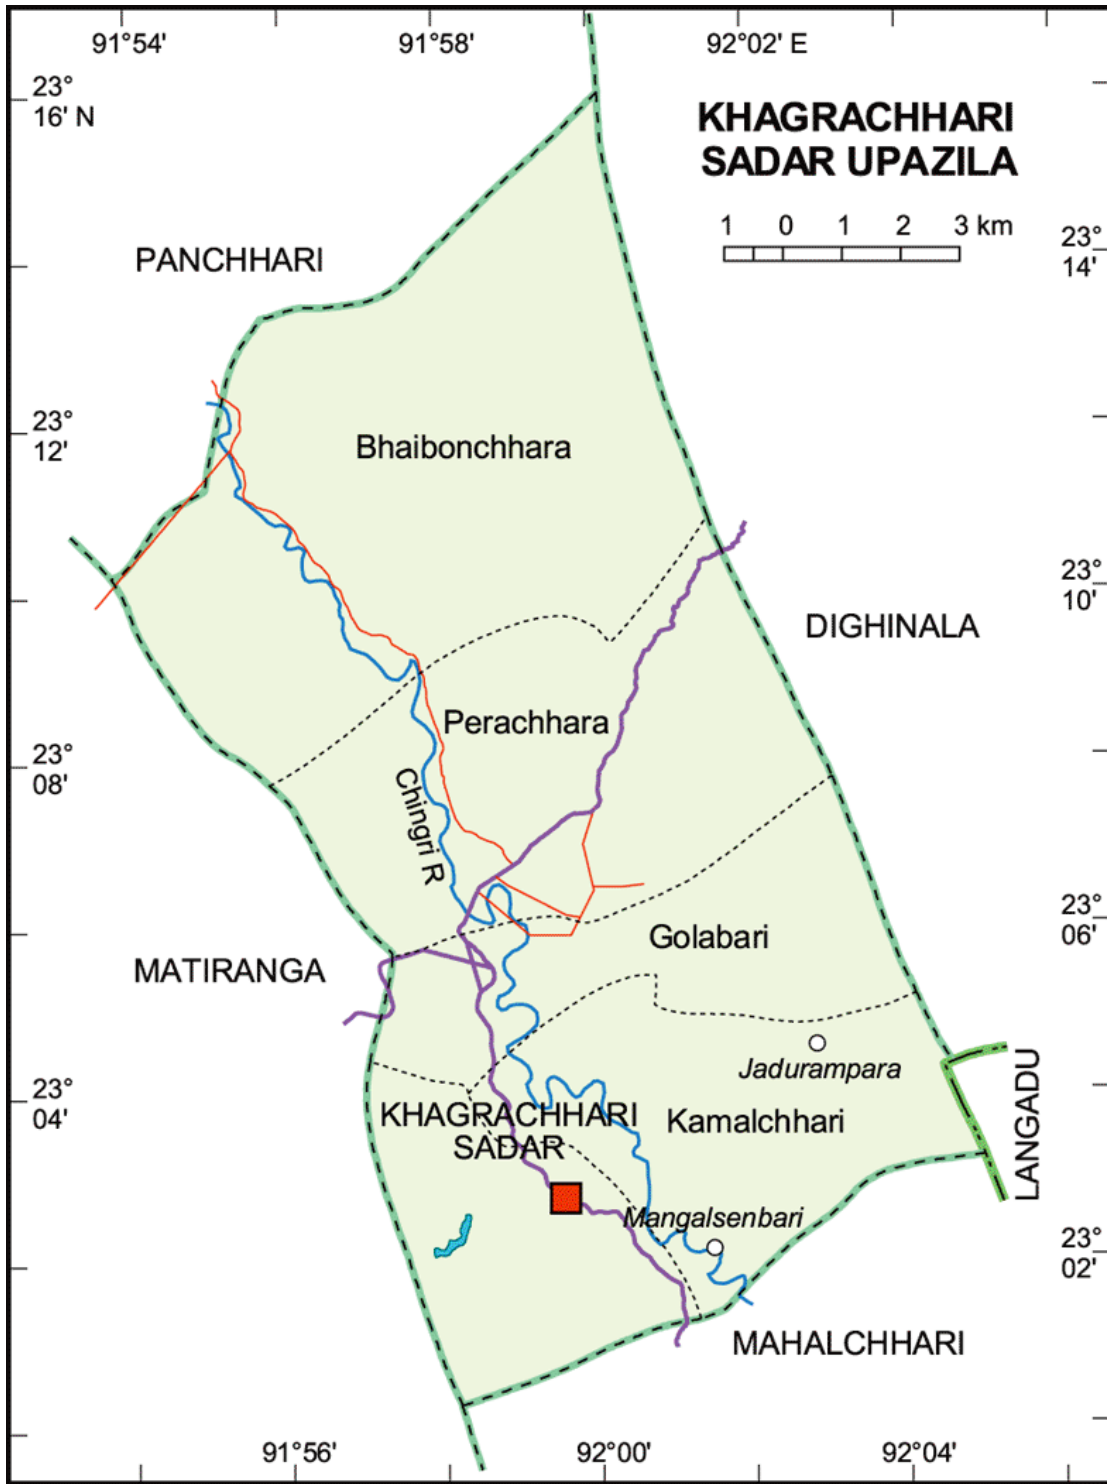 91°54' 91°58' 92°02' E
23°
16' N
KHAGRACHHARI
SADAR UPAZILA
1 0 1 2 3 km
23°
14'
PANCHHARI
23°
12'
Bhaibonchhara
23°
10'
DIGHINALA
Perachhara
23°
08'
Chingri R
23°
06'
Golabari
MATIRANGA
Jadurampara
LANGADU
23°
04'
KHAGRACHHARI
SADAR
Kamalchhari
Mangalsenbari
23°
02'
MAHALCHHARI
91°56' 92°00' 92°04'